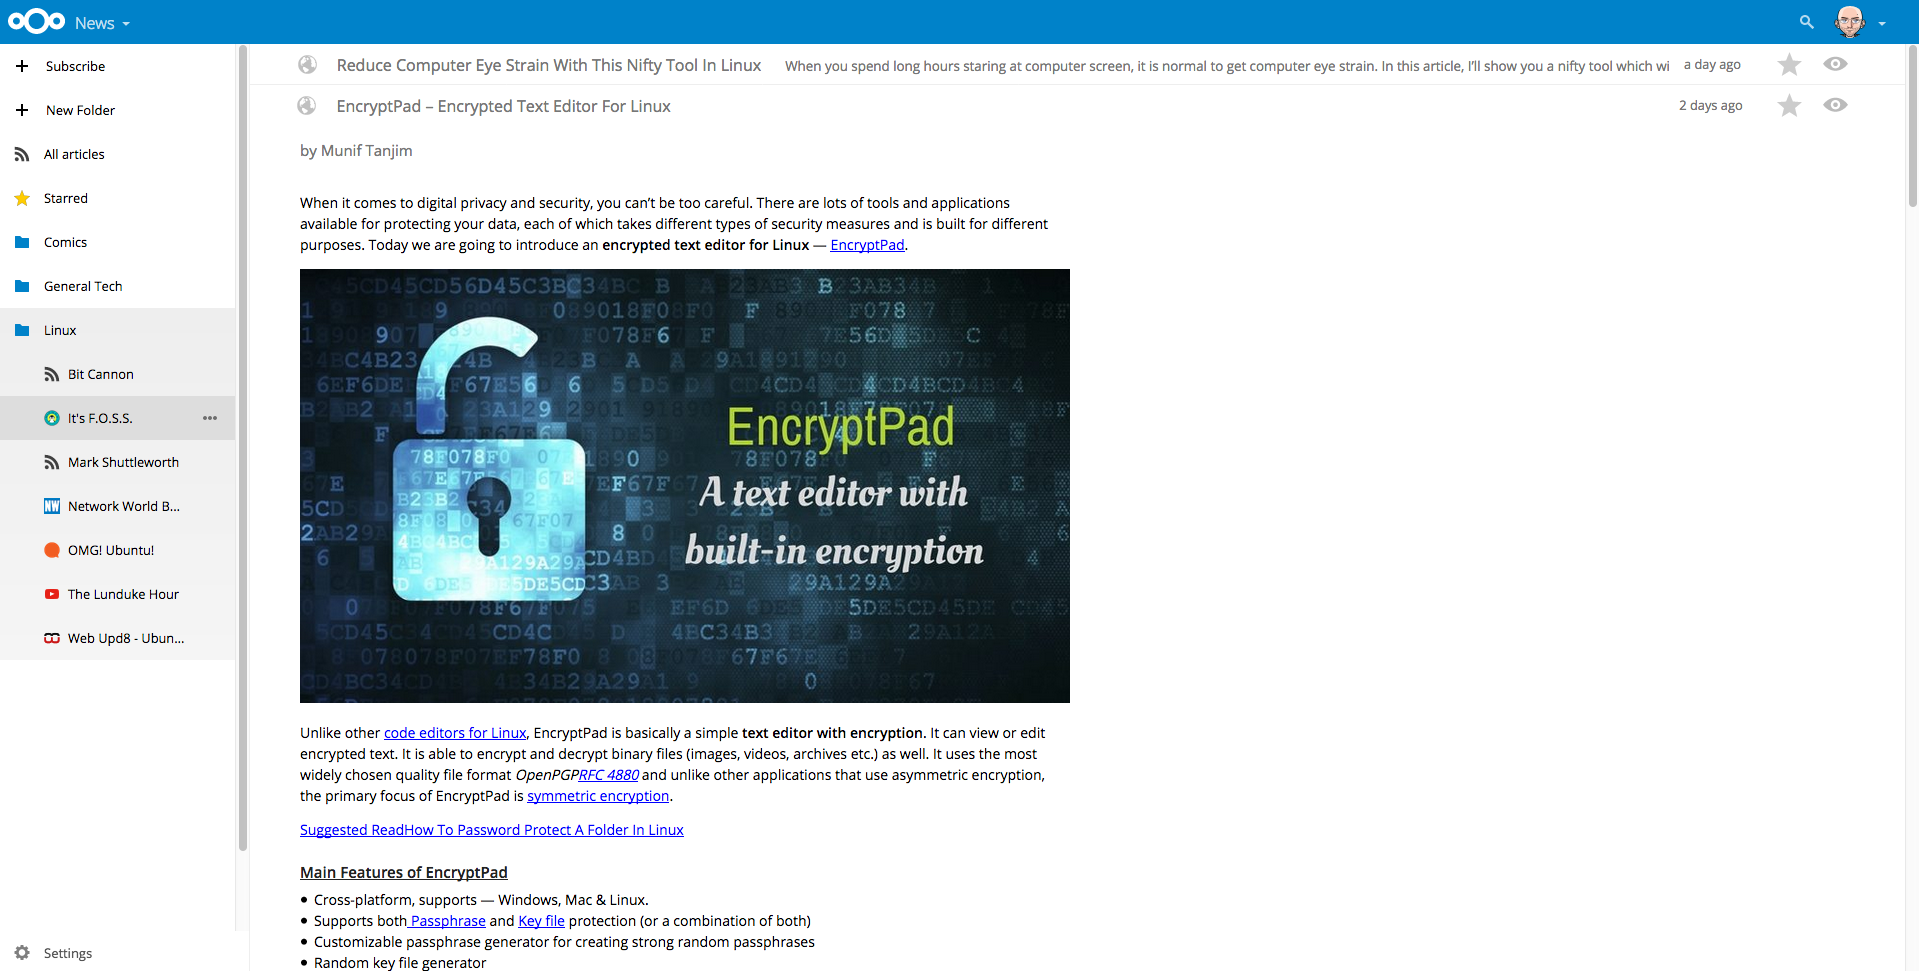 News
Subscribe
New Folder
All articles
Starred
Comics
General Tech
Linux
Bit Cannon
It's F.O.S.S.
Mark Shuttleworth
NW Network World B...
OMG! Ubuntu!
The Lunduke Hour
Web Upd8 - Ubun...
Settings
Reduce Computer Eye Strain With This Nifty Tool In Linux When you spend long hours staring at computer screen, it is normal to get computer eye strain. In this article, I'll show you a nifty tool which wi a day ago
EncryptPad – Encrypted Text Editor For Linux 2 days ago
by Munif Tanjim
When it comes to digital privacy and security, you can't be too careful. There are lots of tools and applications
available for protecting your data, each of which takes different types of security measures and is built for different
purposes. Today we are going to introduce an encrypted text editor for Linux — EncryptPad.
EncryptPad
A text editor with
built-in encryption
Unlike other code editors for Linux, EncryptPad is basically a simple text editor with encryption. It can view or edit
encrypted text. It is able to encrypt and decrypt binary files (images, videos, archives etc.) as well. It uses the most
widely chosen quality file format OpenPGPRFC 4880 and unlike other applications that use asymmetric encryption,
the primary focus of EncryptPad is symmetric encryption.
Suggested ReadHow To Password Protect A Folder In Linux
Main Features of EncryptPad
• Cross-platform, supports — Windows, Mac & Linux.
• Supports both Passphrase and Key file protection (or a combination of both)
• Customizable passphrase generator for creating strong random passphrases
• Random key file generator